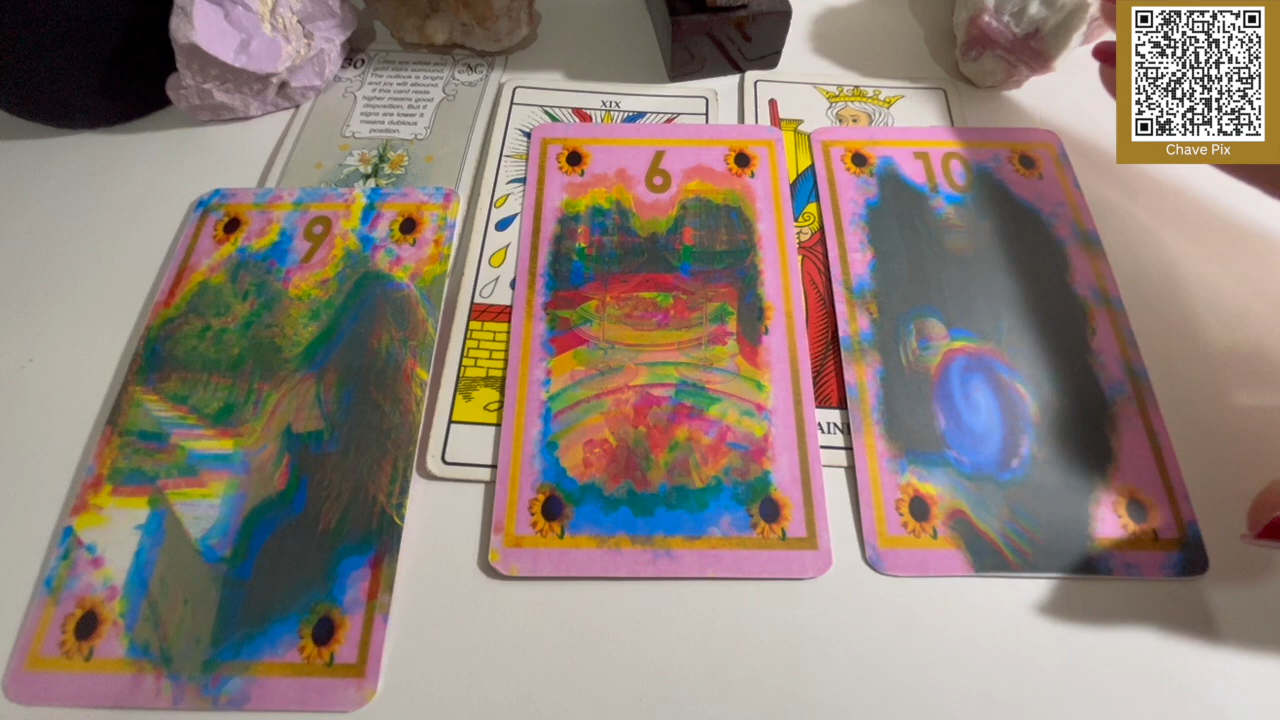 30
Lilies are white and
gold stars surround.
The outlook is bright
and joy will abound.
If this card rests
higher means good
disposition. But if
signs are lower it
means dubious
position.
XIX
9
6
10
Chave Pix